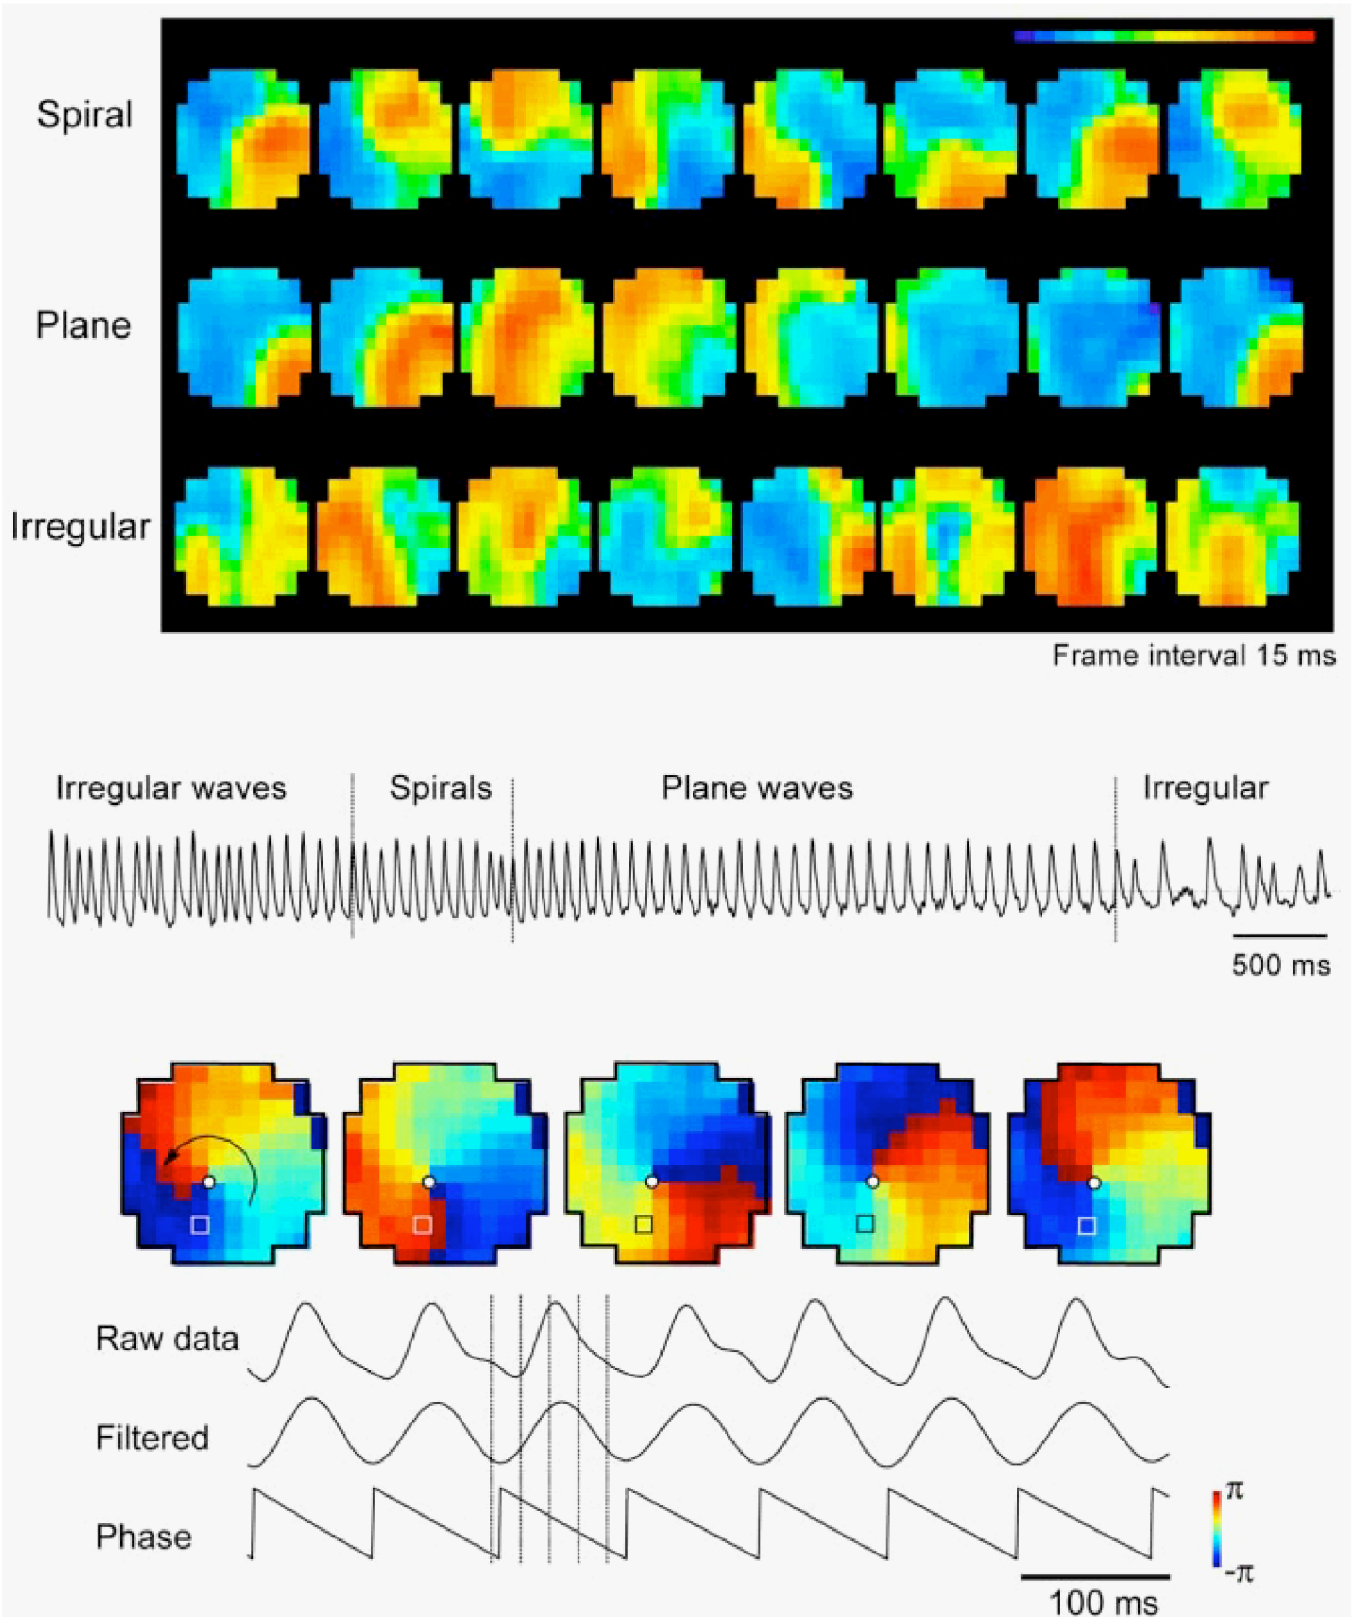 Spiral
Plane
Irregular
Frame interval 15 ms
Irregular waves
Spirals
Plane waves
Irregular
500 ms
Raw data
Filtered
Phase
π
-π
100 ms